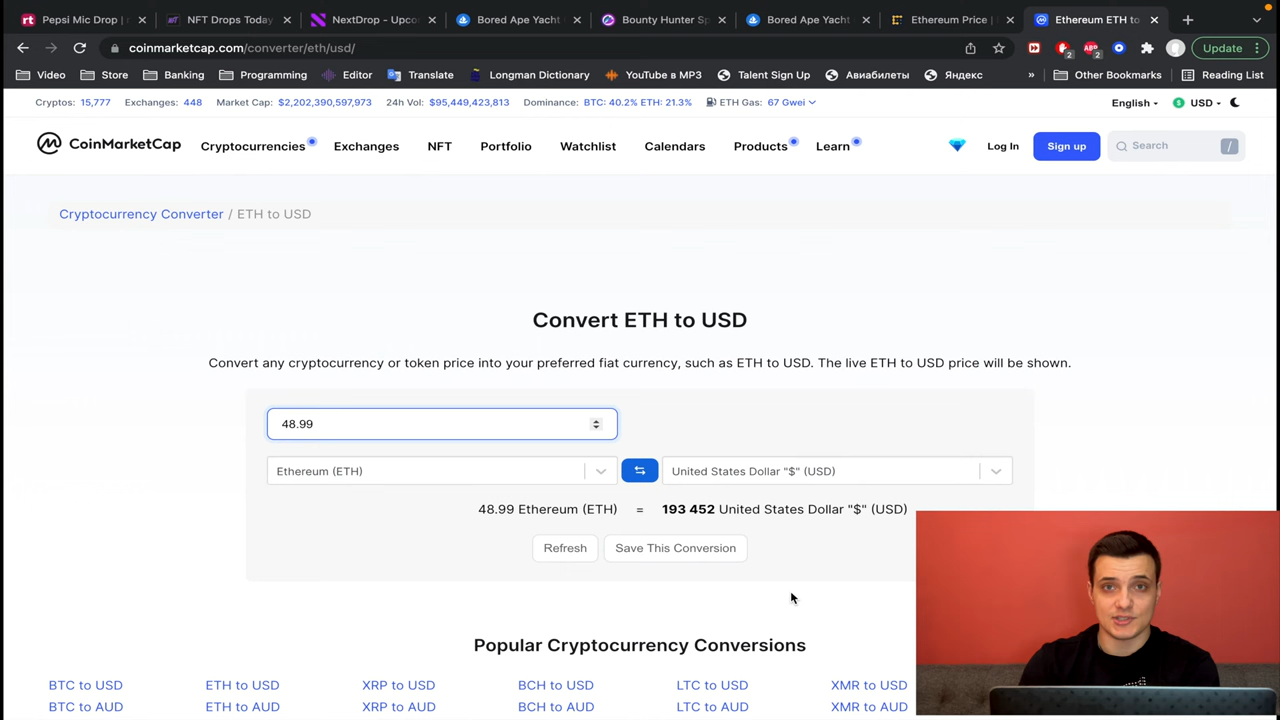 Pepsi Mic Drop | NFT Drops Today NextDrop - Upco Bored Ape Yacht Bounty Hunter Sp Bored Ape Yacht Ethereum Price | Ethereum ETH to
coinmarketcap.com/converter/eth/usd/ 2 ABP 2 Update
Video Store Banking Programming Editor Translate Longman Dictionary YouTube в MP3 Talent Sign Up Авиабилеты Яндекс » Other Bookmarks Reading List
Cryptos: 15,777 Exchanges: 448 Market Cap: $2,202,390,597,973 24h Vol: $95,449,423,813 Dominance: BTC: 40.2% ETH: 21.3% ETH Gas: 67 Gwei English USD
CoinMarketCap Cryptocurrencies Exchanges NFT Portfolio Watchlist Calendars Products Learn Log In Sign up Search /
Cryptocurrency Converter / ETH to USD
Convert ETH to USD
Convert any cryptocurrency or token price into your preferred fiat currency, such as ETH to USD. The live ETH to USD price will be shown.
48.99
Ethereum (ETH) United States Dollar "$" (USD)
48.99 Ethereum (ETH) = 193 452 United States Dollar "$" (USD)
Refresh Save This Conversion
Popular Cryptocurrency Conversions
BTC to USD ETH to USD XRP to USD BCH to USD LTC to USD XMR to USD
BTC to AUD ETH to AUD XRP to AUD BCH to AUD LTC to AUD XMR to AUD